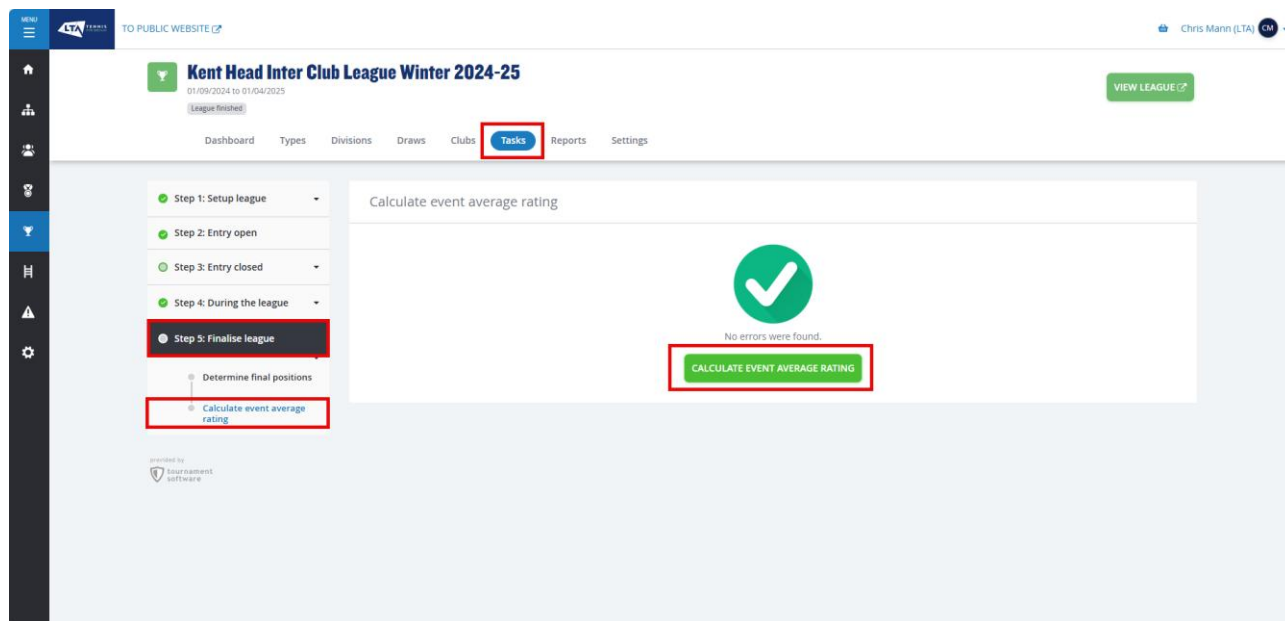 MENU
LTA TENNIS
TO PUBLIC WEBSITE
Chris Mann (LTA) CM
Kent Head Inter Club League Winter 2024-25
01/09/2024 to 01/04/2025
League finished
VIEW LEAGUE
Dashboard Types Divisions Draws Clubs Tasks Reports Settings
Step 1: Setup league
Step 2: Entry open
Step 3: Entry closed
Step 4: During the league
Step 5: Finalise league
Determine final positions
Calculate event average
rating
Calculate event average rating
No errors were found.
CALCULATE EVENT AVERAGE RATING
provided by
tournament
software